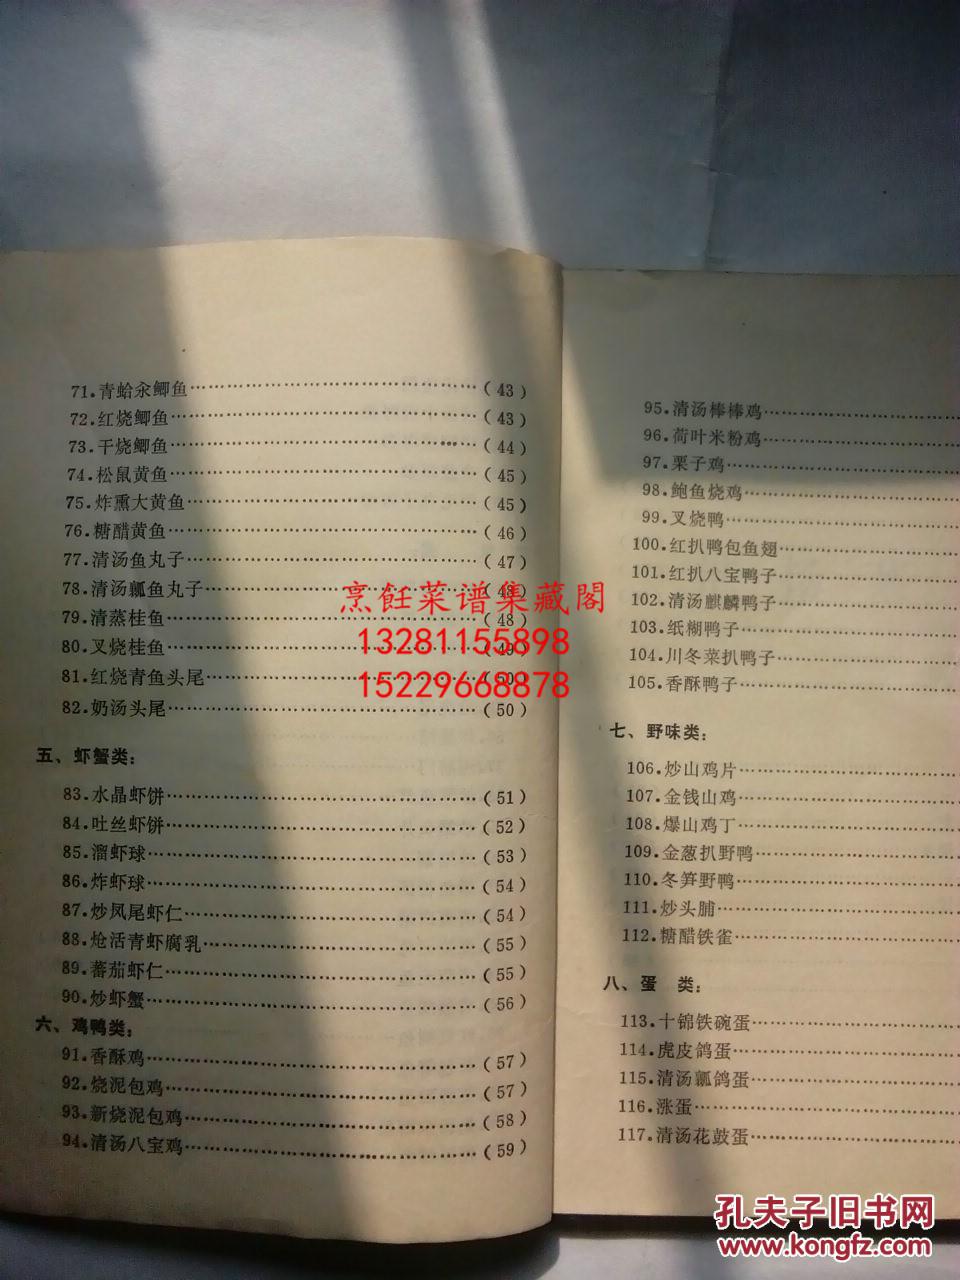 71.青蛤汆鲫鱼……(43)
72.红烧鲫鱼……(43)
73.干烧鲫鱼……(44)
74.松鼠黄鱼……(45)
75.炸熏大黄鱼……(45)
76.糖醋黄鱼……(46)
77.清汤鱼丸子……(47)
78.清汤瓤鱼丸子……(48)
79.清蒸桂鱼……(48)
80.叉烧桂鱼……(49)
81.红烧青鱼头尾……(50)
82.奶汤头尾……(50)
五、虾蟹类:
83.水晶虾饼……(51)
84.吐丝虾饼……(52)
85.溜虾球……(53)
86.炸虾球……(54)
87.炒凤尾虾仁……(54)
88.炝活青虾腐乳……(55)
89.蕃茄虾仁……(55)
90.炒虾蟹……(56)
六、鸡鸭类:
91.香酥鸡……(57)
92.烧泥包鸡……(57)
93.新烧泥包鸡……(58)
94.清汤八宝鸡……(59)
95.清汤棒棒鸡……
96.荷叶米粉鸡……
97.栗子鸡……
98.鲍鱼烧鸡……
99.叉烧鸭……
100.红扒鸭包鱼翅……
101.红扒八宝鸭子……
102.清汤麒麟鸭子……
103.纸糊鸭子……
104.川冬菜扒鸭子……
105.香酥鸭子……
七、野味类:
106.炒山鸡片……
107.金钱山鸡……
108.爆山鸡丁……
109.金葱扒野鸭……
110.冬笋野鸭……
111.炒头脯……
112.糖醋铁雀……
八、蛋 类:
113.十锦铁碗蛋……
114.虎皮鸽蛋……
115.清汤瓤鸽蛋……
116.涨蛋……
117.清汤花鼓蛋……
烹飪菜谱集藏閣
13281155898
15229668878
孔夫子旧书网
www.kongfz.com